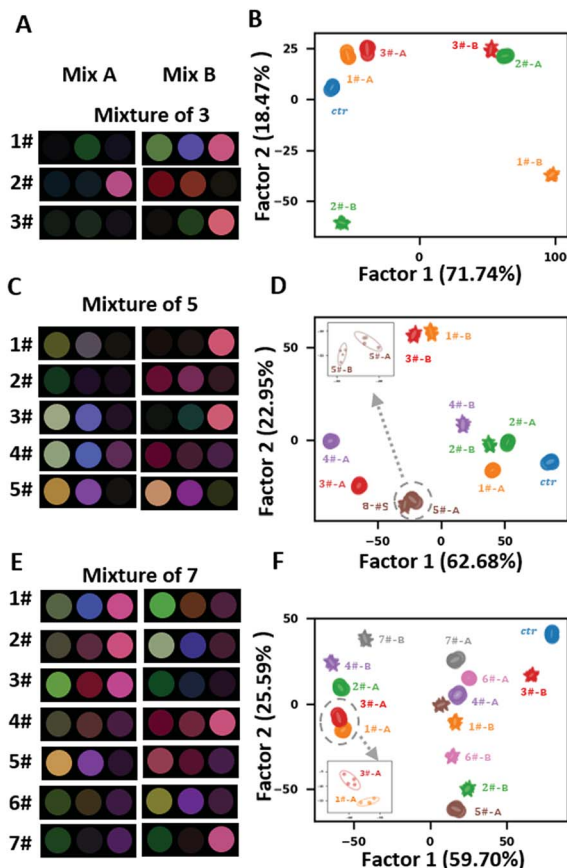 A
Mix A
Mix B
Mixture of 3
1#
2#
3#
B
Factor 2 (18.47%)
25
0
−25
−50
0
100
3#-A
1#-A
ctr
3#-B
2#-A
1#-B
2#-B
Factor 1 (71.74%)
C
Mixture of 5
1#
2#
3#
4#
5#
D
Factor 2 (22.95%)
50
0
−50
−50
0
50
5#-A
5#-B
3#-B
1#-B
4#-B
2#-A
2#-B
4#-A
3#-A
1#-A
ctr
5#-B
5#-A
Factor 1 (62.68%)
E
Mixture of 7
1#
2#
3#
4#
5#
6#
7#
F
Factor 2 (25.59%)
50
0
−50
−50
0
50
ctr
7#-B
7#-A
4#-B
6#-A
3#-B
2#-A
4#-A
3#-A
1#-A
1#-B
6#-B
3#-A
1#-A
2#-B
5#-A
Factor 1 (59.70%)